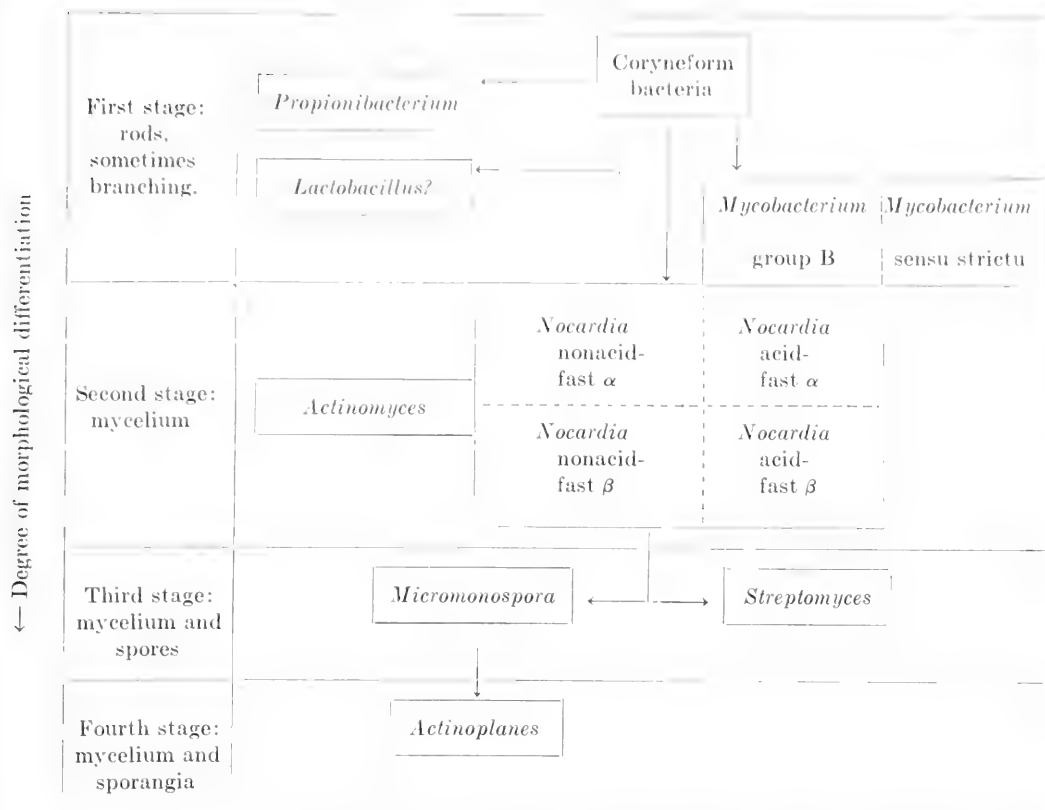 ← Degree of morphological differentiation
First stage:
rods,
sometimes
branching.
Propionibacterium
Lactobacillus?
Coryneform
bacteria
Mycobacterium
group B
Mycobacterium
sensu strictu
Second stage:
mycelium
Actinomyces
Nocardia
nonacid-
fast α
Nocardia
acid-
fast α
Nocardia
nonacid-
fast β
Nocardia
acid-
fast β
Third stage:
mycelium and
spores
Micromonospora
Streptomyces
Fourth stage:
mycelium and
sporangia
Actinoplanes